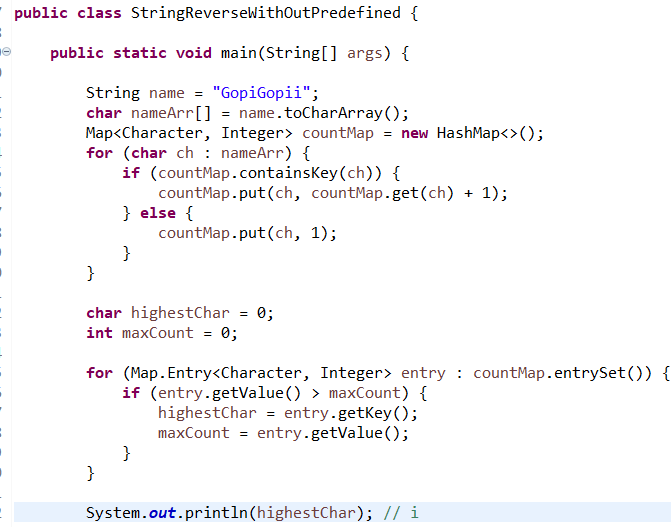 public class StringReverseWithOutPredefined {
public static void main(String[] args) {
String name = "GopiGopii";
char nameArr[] = name.toCharArray();
Map<Character, Integer> countMap = new HashMap<>();
for (char ch : nameArr) {
if (countMap.containsKey(ch)) {
countMap.put(ch, countMap.get(ch) + 1);
} else {
countMap.put(ch, 1);
}
}
char highestChar = 0;
int maxCount = 0;
for (Map.Entry<Character, Integer> entry : countMap.entrySet()) {
if (entry.getValue() > maxCount) {
highestChar = entry.getKey();
maxCount = entry.getValue();
}
}
System.out.println(highestChar); // i